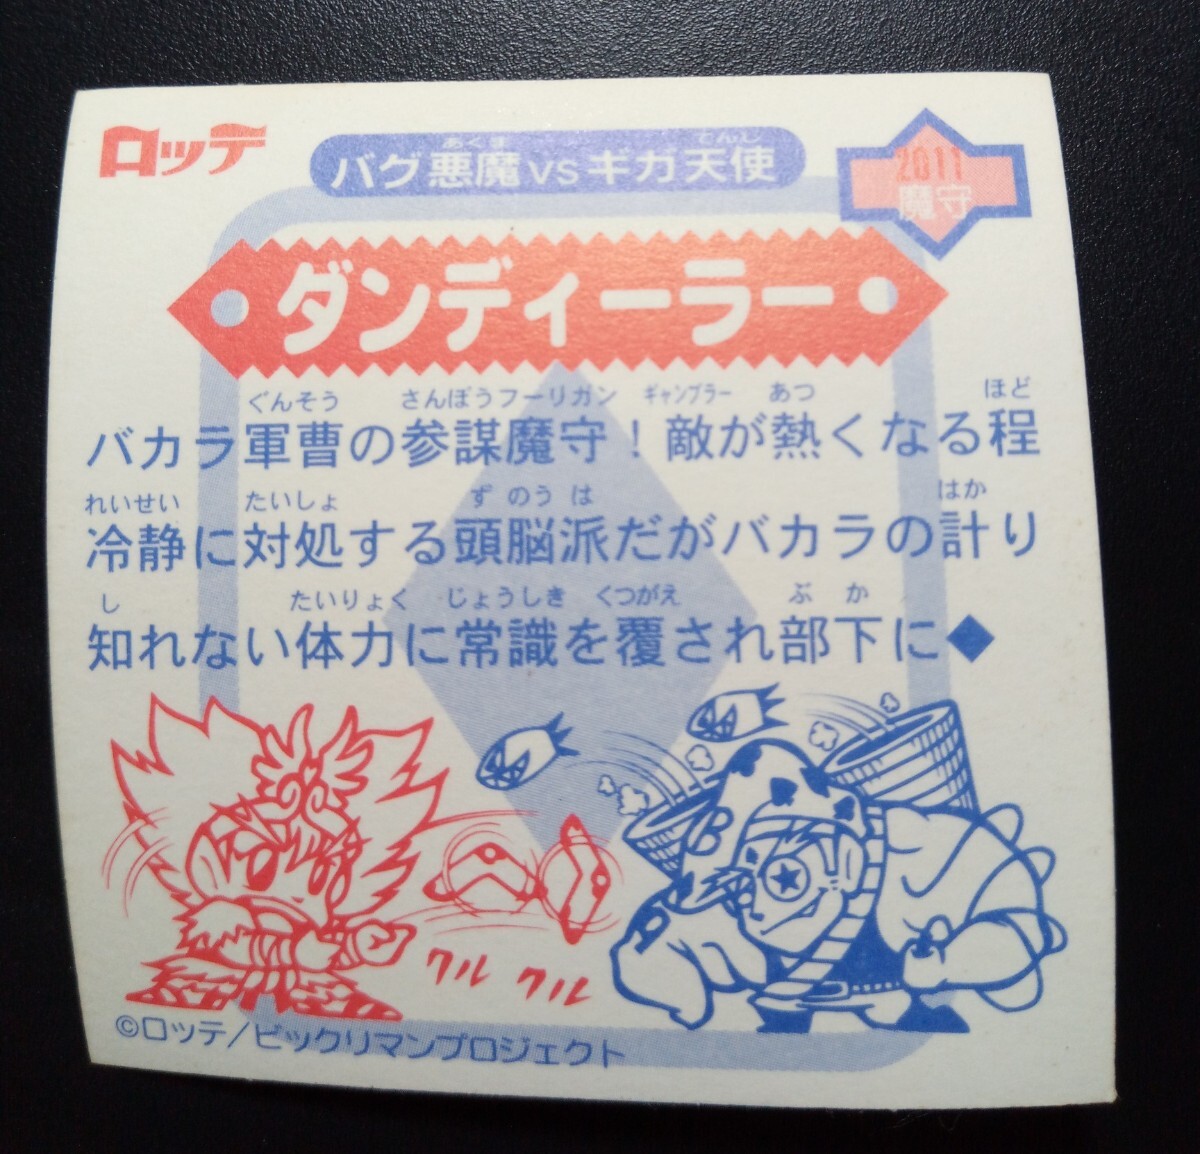 ロッテ
バグ悪魔vsギガ天使
あくま てんし
2011
魔守
ダンディーラー
ぐんそう さんぼうフーリガン ギャンブラー あつ ほど
バカラ軍曹の参謀魔守！敵が熱くなる程
れいせい たいしょ ずのうは はか
冷静に対処する頭脳派だがバカラの計り
し たいりょく じょうしき くつがえ ぶか
知れない体力に常識を覆され部下に◆
クル クル
©ロッテ/ビックリマンプロジェクト